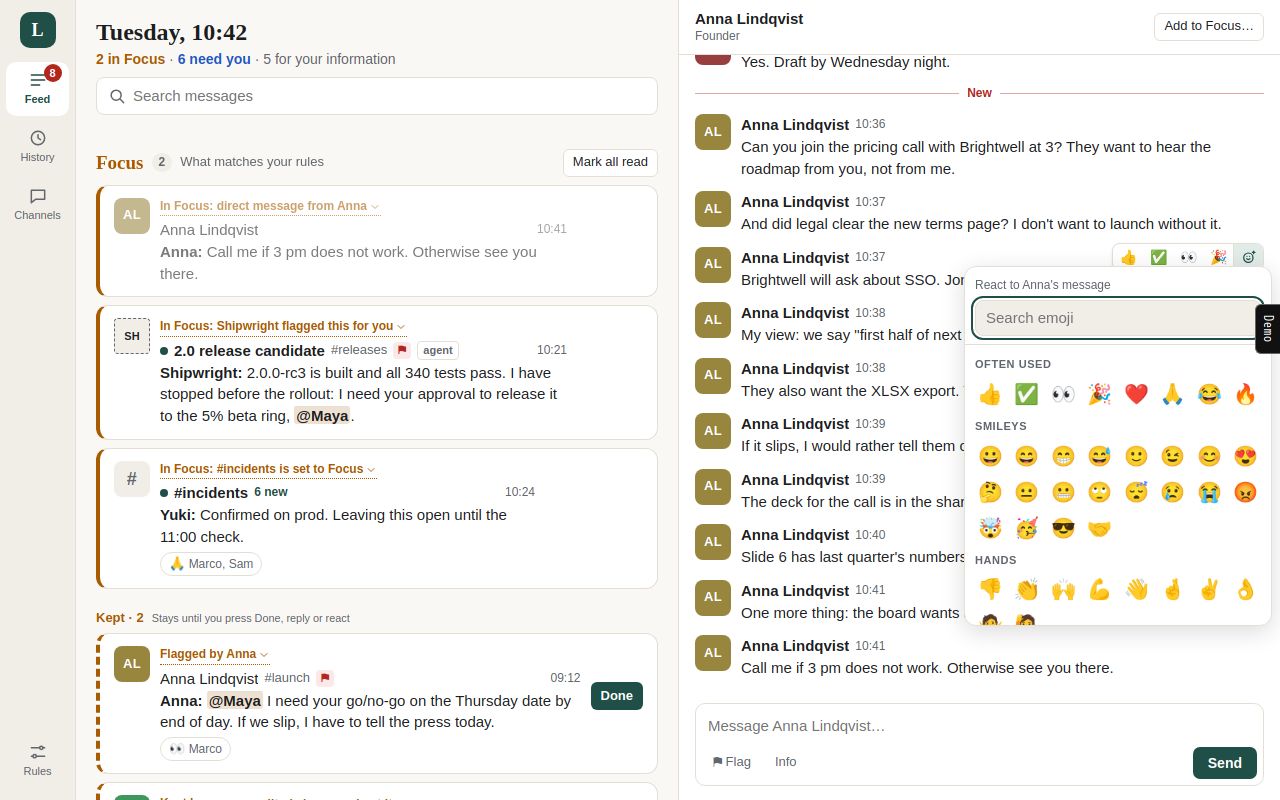 L
8
Feed
History
Channels
Rules
Tuesday, 10:42
2 in Focus · 6 need you · 5 for your information
Search messages
Focus 2 What matches your rules Mark all read
AL
In Focus: direct message from Anna
Anna Lindqvist 10:41
Anna: Call me if 3 pm does not work. Otherwise see you
there.
SH
In Focus: Shipwright flagged this for you
2.0 release candidate #releases agent 10:21
Shipwright: 2.0.0-rc3 is built and all 340 tests pass. I have
stopped before the rollout: I need your approval to release it
to the 5% beta ring, @Maya.
#
In Focus: #incidents is set to Focus
#incidents 6 new 10:24
Yuki: Confirmed on prod. Leaving this open until the
11:00 check.
Marco, Sam
Kept · 2 Stays until you press Done, reply or react
AL
Flagged by Anna
Anna Lindqvist #launch 09:12
Anna: @Maya I need your go/no-go on the Thursday date by
end of day. If we slip, I have to tell the press today.
Done
Marco
Anna Lindqvist
Founder
Add to Focus…
Yes. Draft by Wednesday night.
New
AL
Anna Lindqvist 10:36
Can you join the pricing call with Brightwell at 3? They want to hear the
roadmap from you, not from me.
AL
Anna Lindqvist 10:37
And did legal clear the new terms page? I don't want to launch without it.
AL
Anna Lindqvist 10:37
Brightwell will ask about SSO.
AL
Anna Lindqvist 10:38
My view: we say "first half of next
AL
Anna Lindqvist 10:38
They also want the XLSX export.
AL
Anna Lindqvist 10:39
If it slips, I would rather tell them
AL
Anna Lindqvist 10:39
The deck for the call is in the
AL
Anna Lindqvist 10:40
Slide 6 has last quarter's numbers
AL
Anna Lindqvist 10:41
One more thing: the board wants
AL
Anna Lindqvist 10:41
Call me if 3 pm does not work. Otherwise see you there.
React to Anna's message
Search emoji
OFTEN USED
SMILEYS
HANDS
Demo
Message Anna Lindqvist…
Flag Info Send